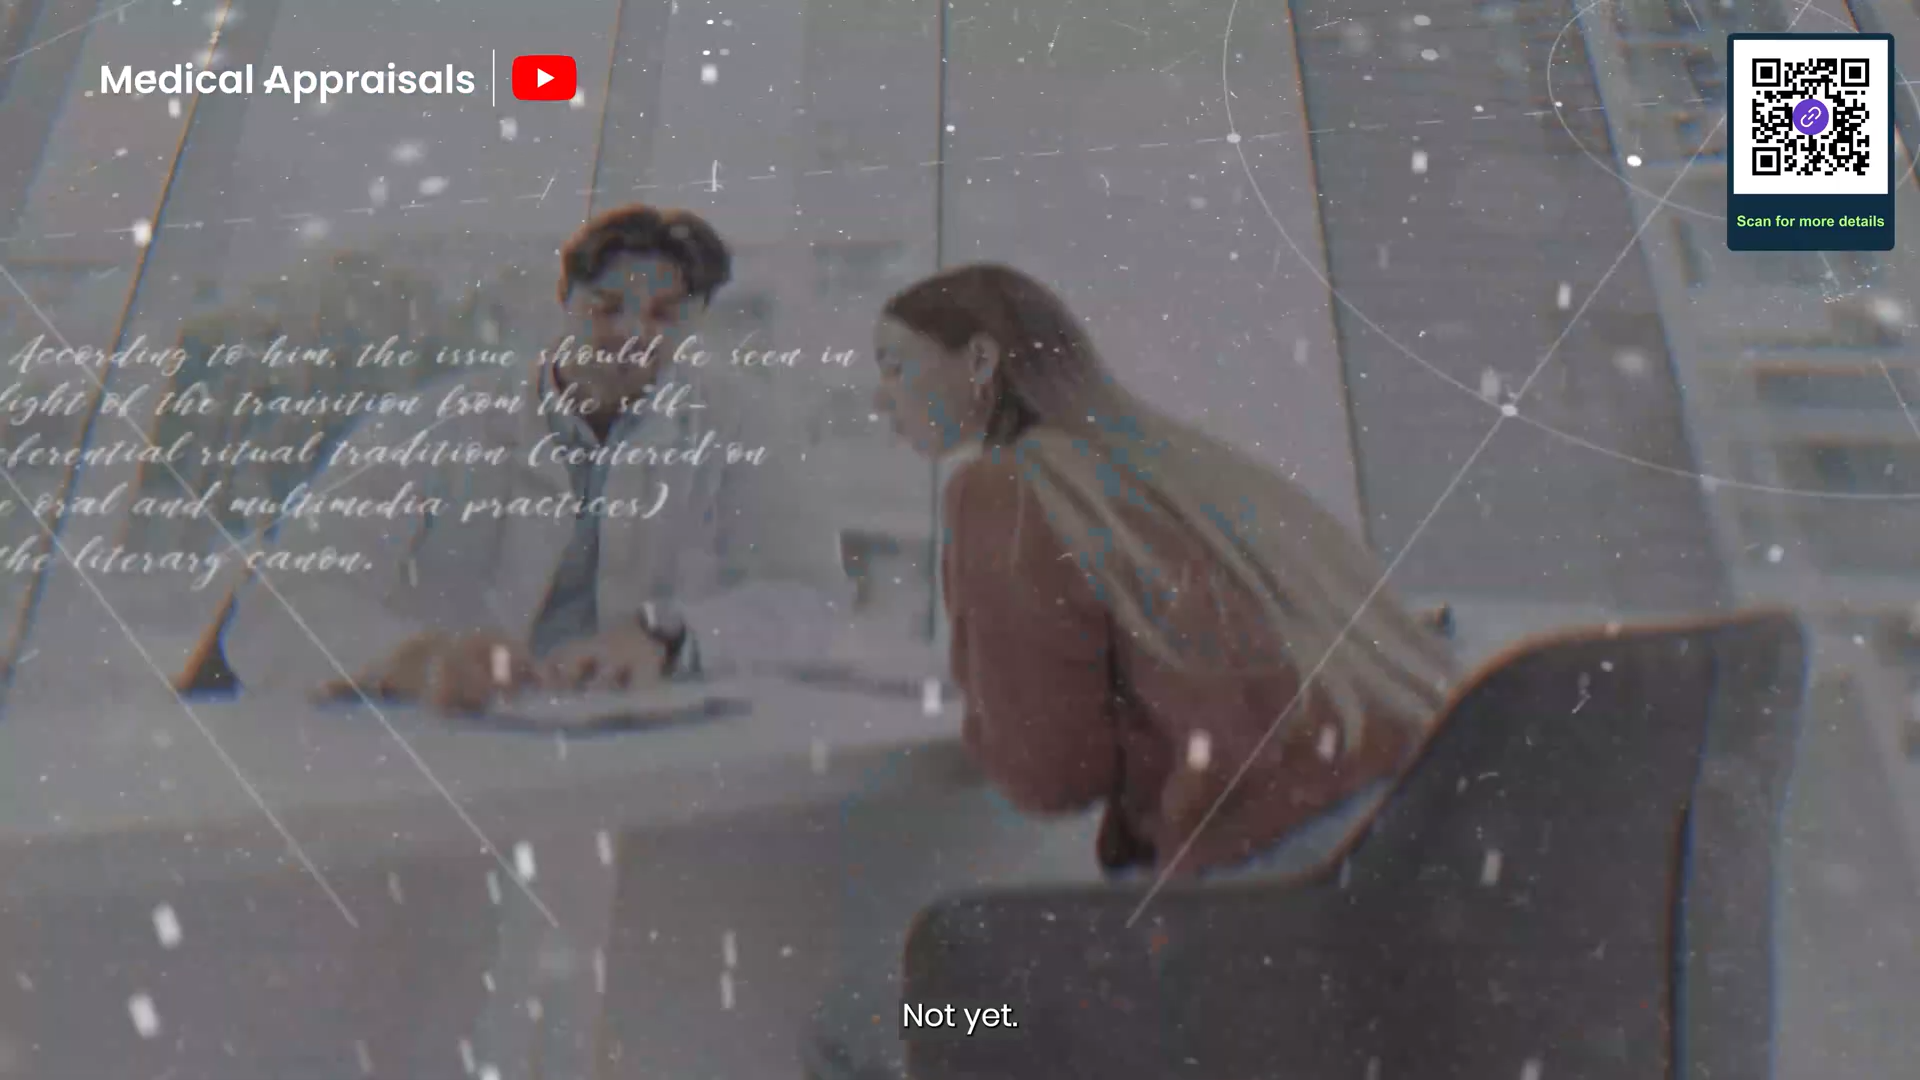 Medical Appraisals
Scan for more details
According to him, the issue should be seen in
light of the transition from the self-
ferential ritual tradition (centered on
oral and multimedia practices)
the literary canon.
Not yet.